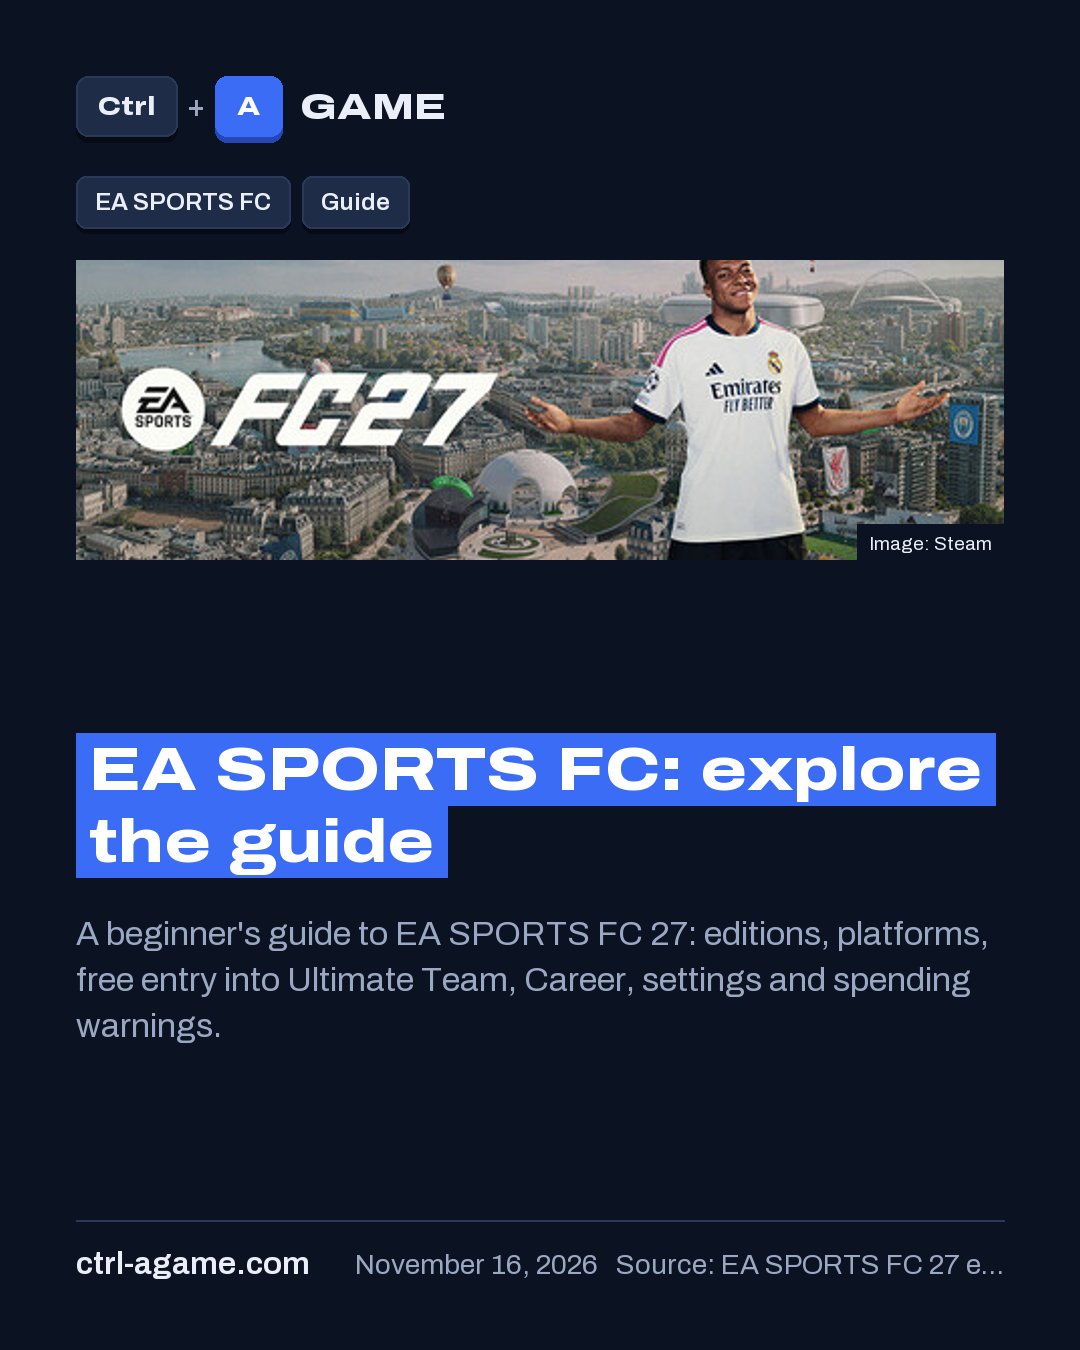 Ctrl + A GAME
EA SPORTS FC Guide
EA SPORTS FC27
Emirates
FLY BETTER
Image: Steam
EA SPORTS FC: explore
the guide
A beginner's guide to EA SPORTS FC 27: editions, platforms,
free entry into Ultimate Team, Career, settings and spending
warnings.
ctrl-agame.com November 16, 2026 Source: EA SPORTS FC 27 e...